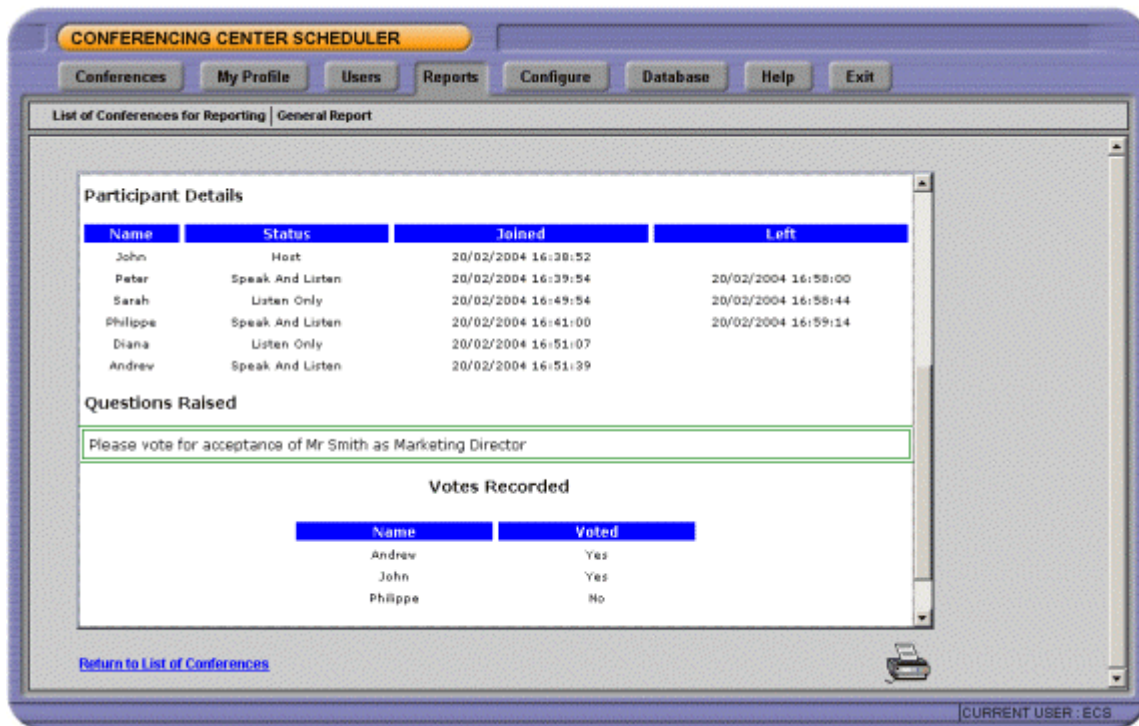 CONFERENCING CENTER SCHEDULER
Conferences My Profile Users Reports Configure Database Help Exit
List of Conferences for Reporting General Report
Participant Details
Name Status Joined Left
John Host 20/02/2004 16:38:52
Peter Speak And Listen 20/02/2004 16:39:54 20/02/2004 16:58:00
Sarah Listen Only 20/02/2004 16:49:54 20/02/2004 16:58:44
Philippe Speak And Listen 20/02/2004 16:41:00 20/02/2004 16:59:14
Diana Listen Only 20/02/2004 16:51:07
Andrew Speak And Listen 20/02/2004 16:51:39
Questions Raised
Please vote for acceptance of Mr Smith as Marketing Director
Votes Recorded
Name Voted
Andrew Yes
John Yes
Philippe No
Return to List of Conferences
CURRENT USER : ECS